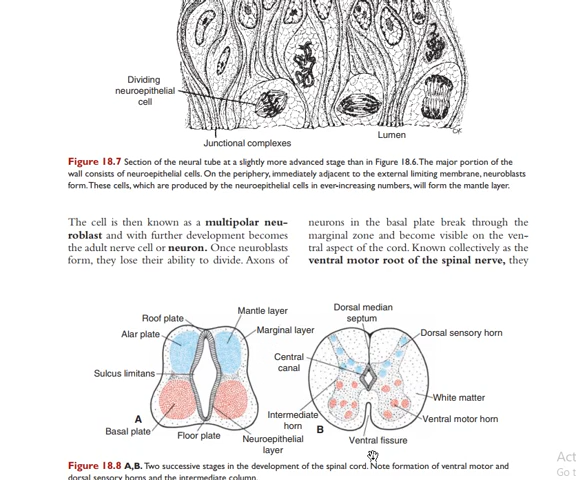 Dividing
neuroepithelial
cell
Junctional complexes
Lumen
Figure 18.7 Section of the neural tube at a slightly more advanced stage than in Figure 18.6. The major portion of the
wall consists of neuroepithelial cells. On the periphery, immediately adjacent to the external limiting membrane, neuroblasts
form. These cells, which are produced by the neuroepithelial cells in ever-increasing numbers, will form the mantle layer.
The cell is then known as a multipolar neu-
roblast and with further development becomes
the adult nerve cell or neuron. Once neuroblasts
form, they lose their ability to divide. Axons of
neurons in the basal plate break through the
marginal zone and become visible on the ven-
tral aspect of the cord. Known collectively as the
ventral motor root of the spinal nerve, they
Roof plate
Mantle layer
Alar plate
Marginal layer
Sulcus limitans
A
Basal plate
Floor plate
Neuroepithelial
layer
Dorsal median
septum
Dorsal sensory horn
Central
canal
White matter
Intermediate
horn
B
Ventral motor horn
Ventral fissure
Figure 18.8 A,B. Two successive stages in the development of the spinal cord. Note formation of ventral motor and
dorsal sensory horns and the intermediate column.
Act
Go t